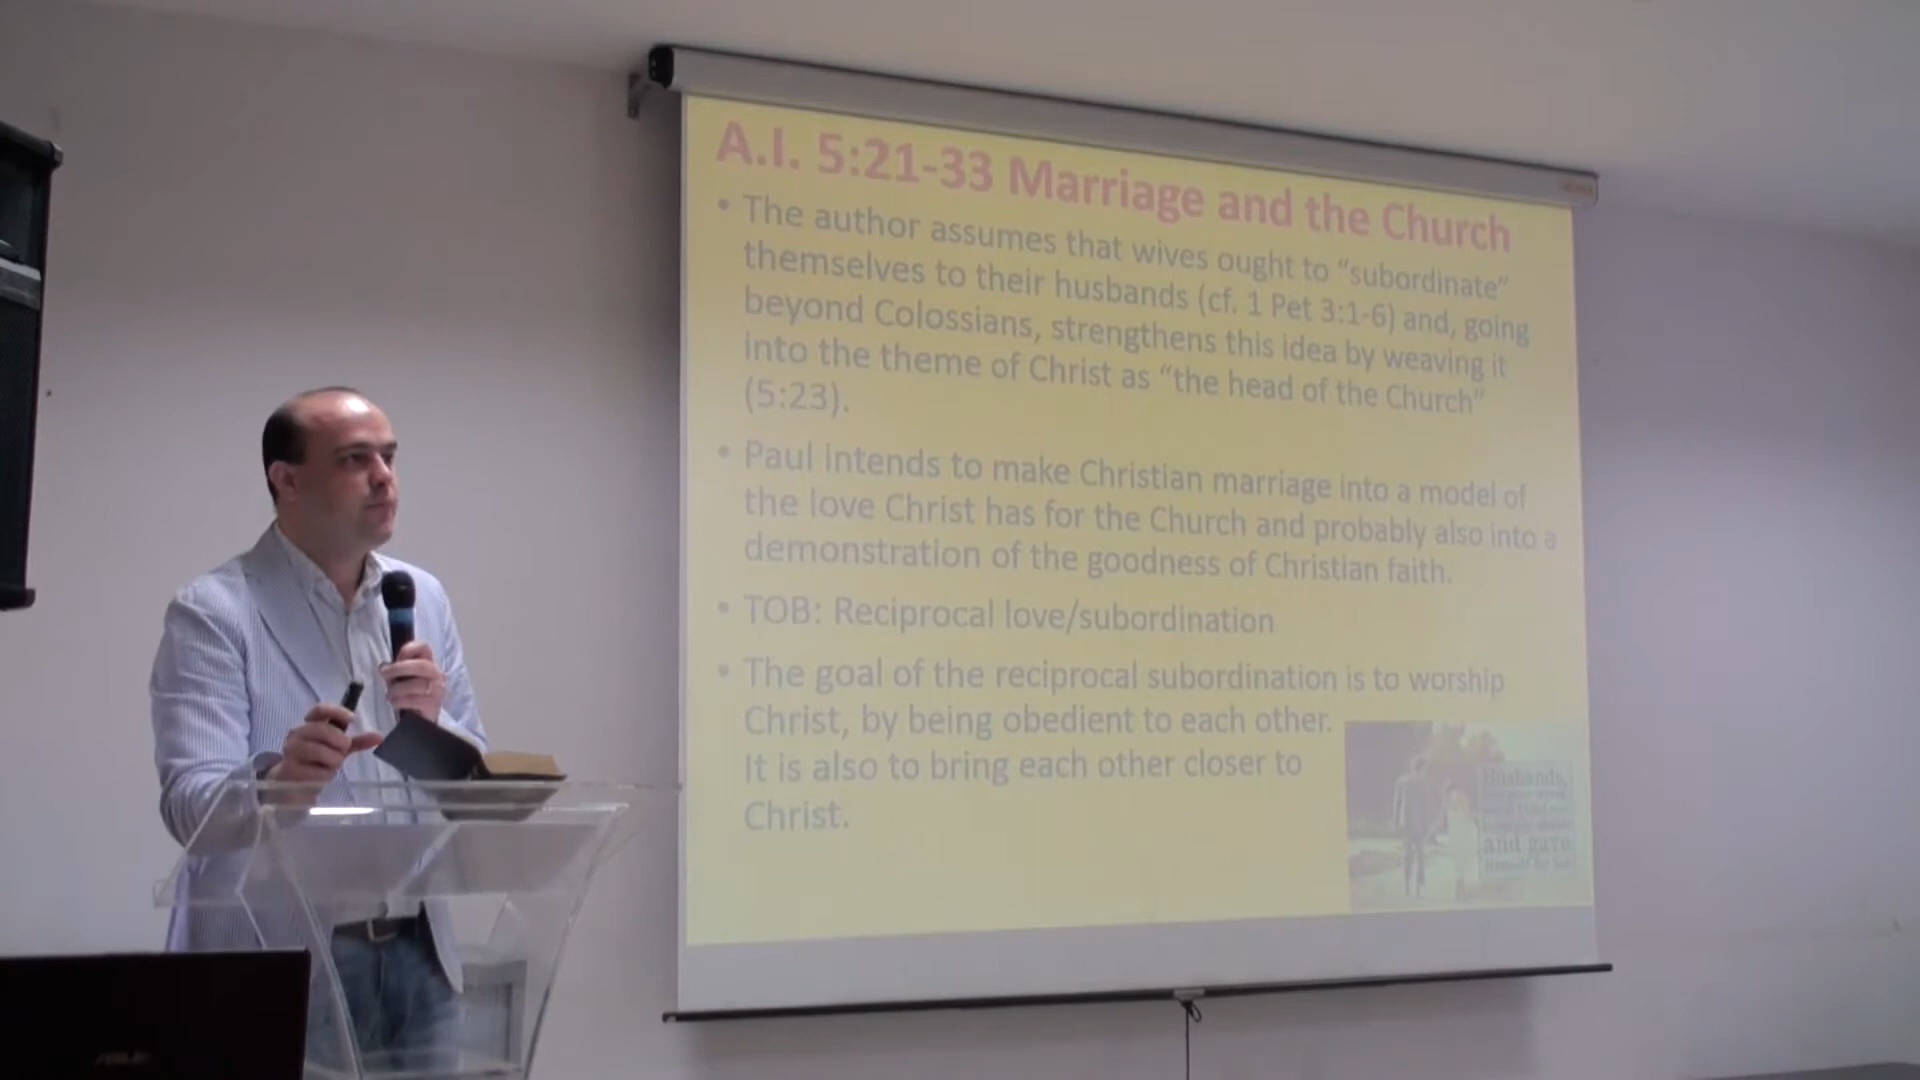 A.I. 5:21-33 Marriage and the Church
• The author assumes that wives ought to “subordinate”
themselves to their husbands (cf. 1 Pet 3:1-6) and, going
beyond Colossians, strengthens this idea by weaving it
into the theme of Christ as “the head of the Church”
(5:23).
• Paul intends to make Christian marriage into a model of
the love Christ has for the Church and probably also into a
demonstration of the goodness of Christian faith.
• TOB: Reciprocal love/subordination
• The goal of the reciprocal subordination is to worship
Christ, by being obedient to each other.
It is also to bring each other closer to
Christ.
Husbands,
and gave
ASUS